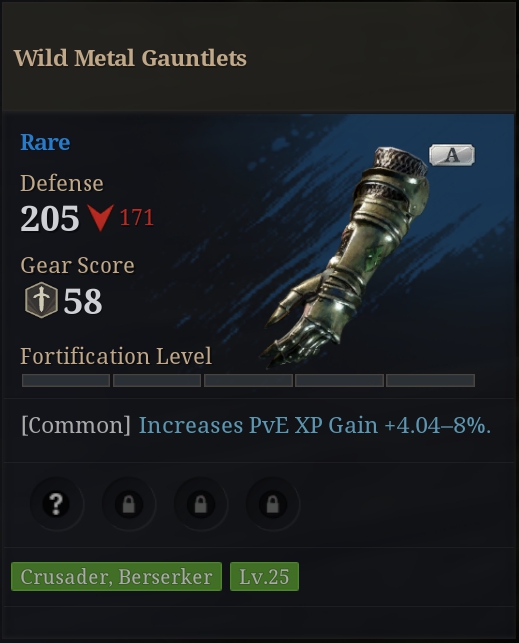 Wild Metal Gauntlets
Rare
A
Defense
205 171
Gear Score
58
Fortification Level
[Common] Increases PvE XP Gain +4.04–8%.
?
Crusader, Berserker Lv.25